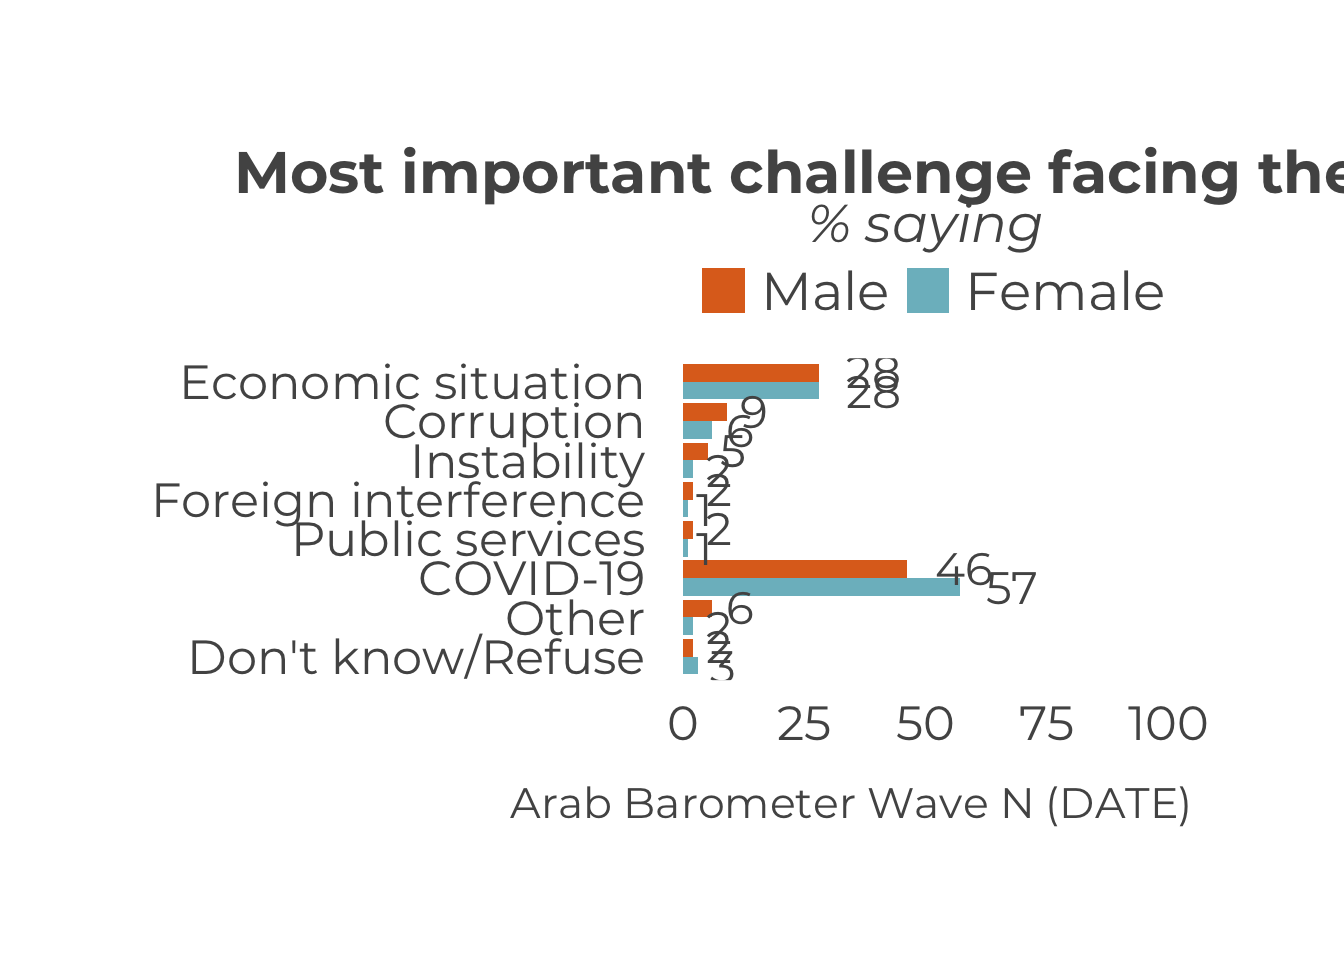 Most important challenge facing the
% saying
Male Female
Economic situation 28
28
Corruption 9
6
Instability 5
2
Foreign interference 2
1
Public services 2
1
COVID-19 46
57
Other 6
2
Don't know/Refuse 2
3
0 25 50 75 100
Arab Barometer Wave N (DATE)